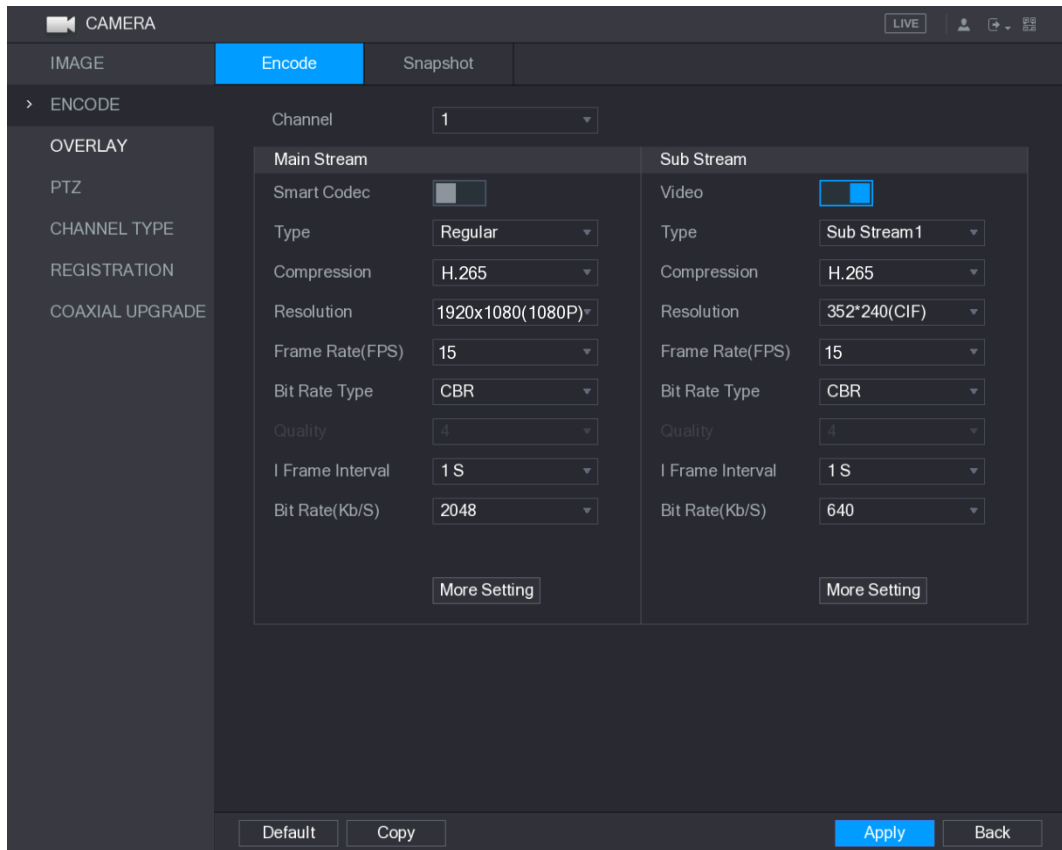 CAMERA LIVE
IMAGE
ENCODE
OVERLAY
PTZ
CHANNEL TYPE
REGISTRATION
COAXIAL UPGRADE
Encode Snapshot
Channel 1
Main Stream Sub Stream
Smart Codec Video
Type Regular Type Sub Stream1
Compression H.265 Compression H.265
Resolution 1920x1080(1080P) Resolution 352*240(CIF)
Frame Rate(FPS) 15 Frame Rate(FPS) 15
Bit Rate Type CBR Bit Rate Type CBR
Quality 4 Quality 4
I Frame Interval 1 S I Frame Interval 1 S
Bit Rate(Kb/S) 2048 Bit Rate(Kb/S) 640
More Setting More Setting
Default Copy Apply Back